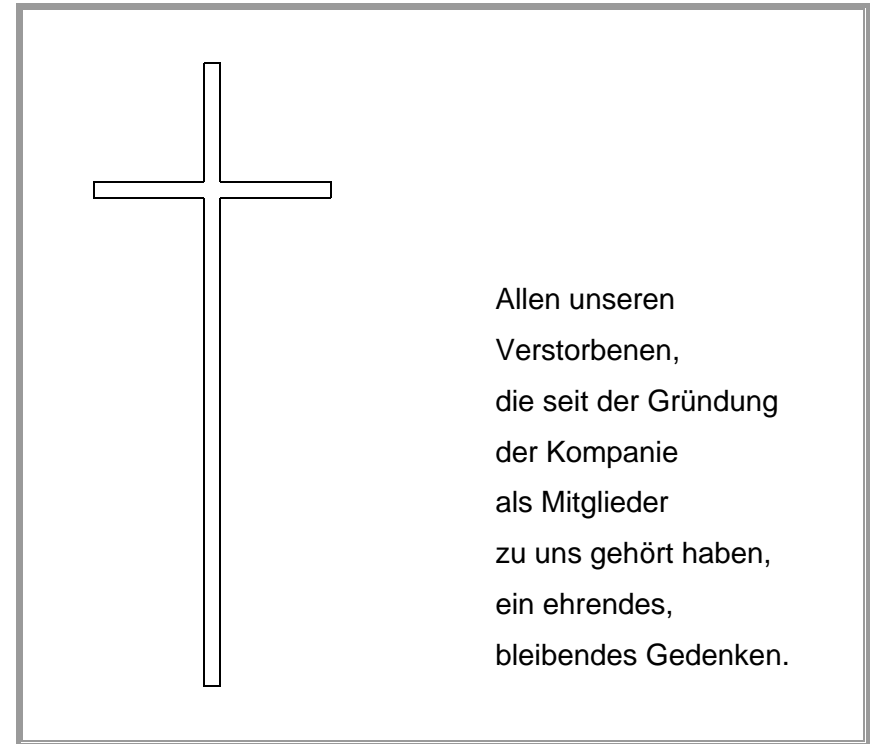 Allen unseren
Verstorbenen,
die seit der Gründung
der Kompanie
als Mitglieder
zu uns gehört haben,
ein ehrendes,
bleibendes Gedenken.